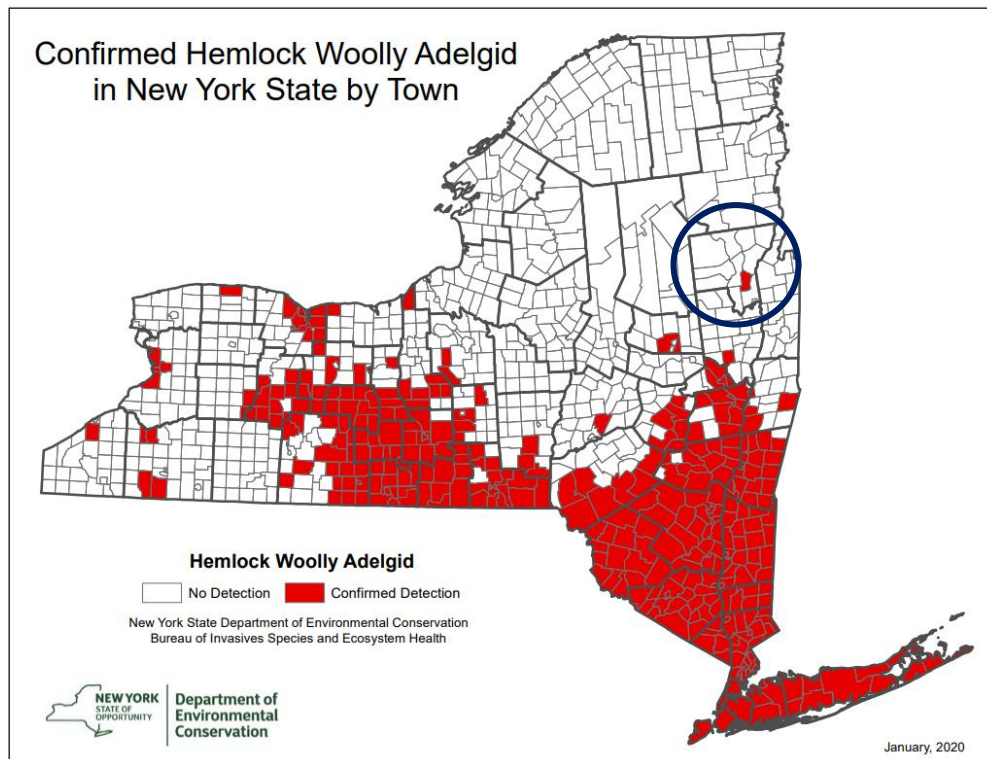 Confirmed Hemlock Woolly Adelgid
in New York State by Town
Hemlock Woolly Adelgid
No Detection
Confirmed Detection
New York State Department of Environmental Conservation
Bureau of Invasives Species and Ecosystem Health
NEW YORK
STATE OF
OPPORTUNITY
Department of
Environmental
Conservation
January, 2020